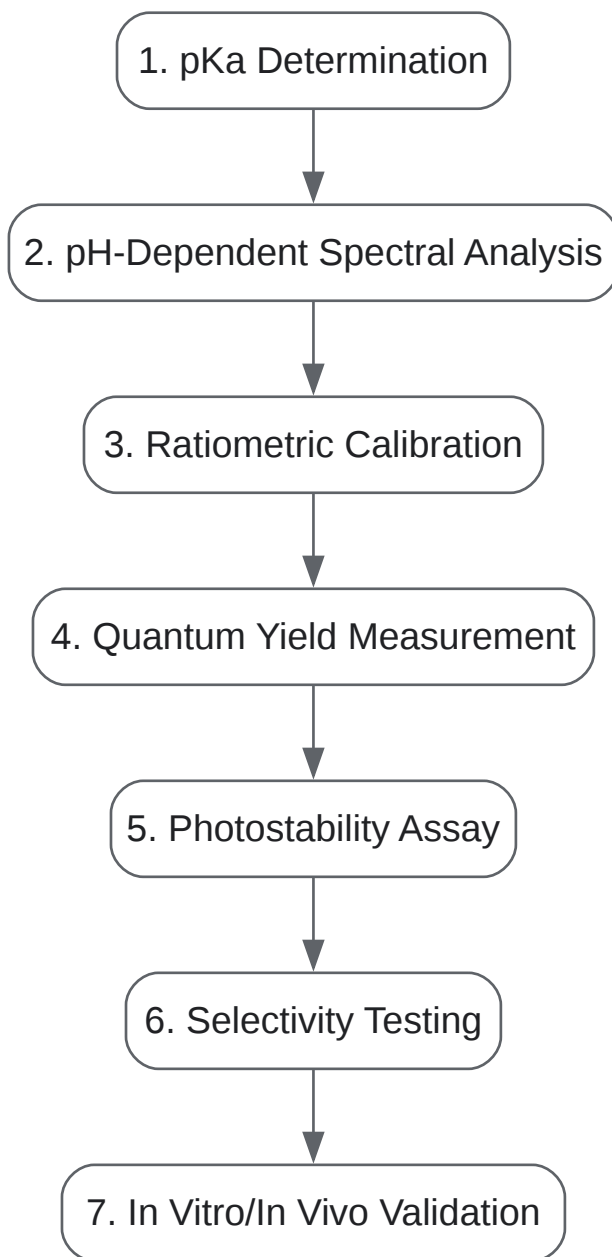 1. pKa Determination
2. pH-Dependent Spectral Analysis
3. Ratiometric Calibration
4. Quantum Yield Measurement
5. Photostability Assay
6. Selectivity Testing
7. In Vitro/In Vivo Validation